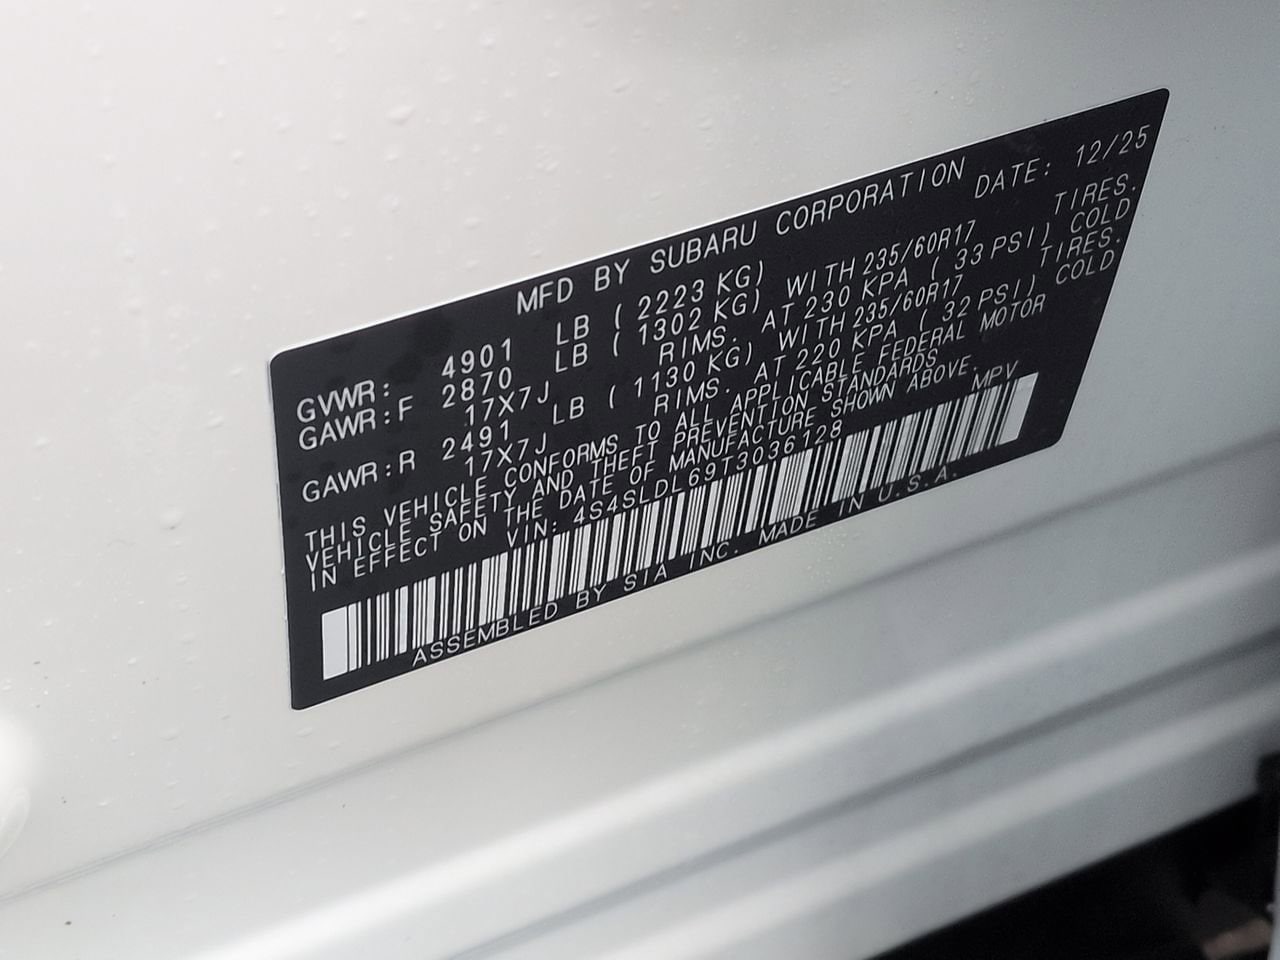 MFD BY SUBARU CORPORATION
DATE: 12/25
GVWR: 4901 LB ( 2223 KG)
GAWR:F 2870 LB ( 1302 KG) WITH 235/60R17 TIRES.
17X7J RIMS. AT 230 KPA ( 33 PSI) COLD
GAWR:R 2491 LB ( 1130 KG) WITH 235/60R17 TIRES.
17X7J RIMS. AT 220 KPA ( 32 PSI) COLD
THIS VEHICLE CONFORMS TO ALL APPLICABLE FEDERAL MOTOR
VEHICLE SAFETY AND THEFT PREVENTION STANDARDS
IN EFFECT ON THE DATE OF MANUFACTURE SHOWN ABOVE.
VIN: 4S4SLDL69T3036128 MPV
ASSEMBLED BY SIA INC. MADE IN U.S.A.